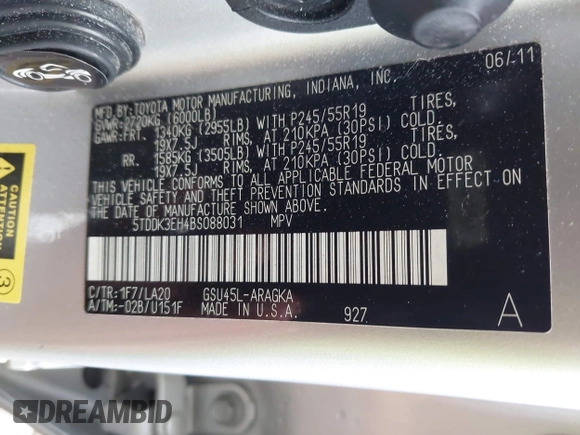 06/11
MFD BY: TOYOTA MOTOR MANUFACTURING, INDIANA, INC.
GVWR 2720KG (6000LB)
GAWR: FRT 1340KG (2955LB) WITH P245/55R19 TIRES,
19X7.5J RIMS, AT 210KPA (30PSI) COLD.
RR 1585KG (3505LB) WITH P245/55R19 TIRES,
19X7.5J RIMS, AT 210KPA (30PSI) COLD.
THIS VEHICLE CONFORMS TO ALL APPLICABLE FEDERAL MOTOR
VEHICLE SAFETY AND THEFT PREVENTION STANDARDS IN EFFECT
ON THE DATE OF MANUFACTURE SHOWN ABOVE.
5TDDK3EH4BS088031 MPV
C/TR: 1F7/LA20 GSU45L-ARAGKA
A/TM: -02B/U151F MADE IN U.S.A. 927 A
CAUTION
ATTENTION
3
DREAMBID